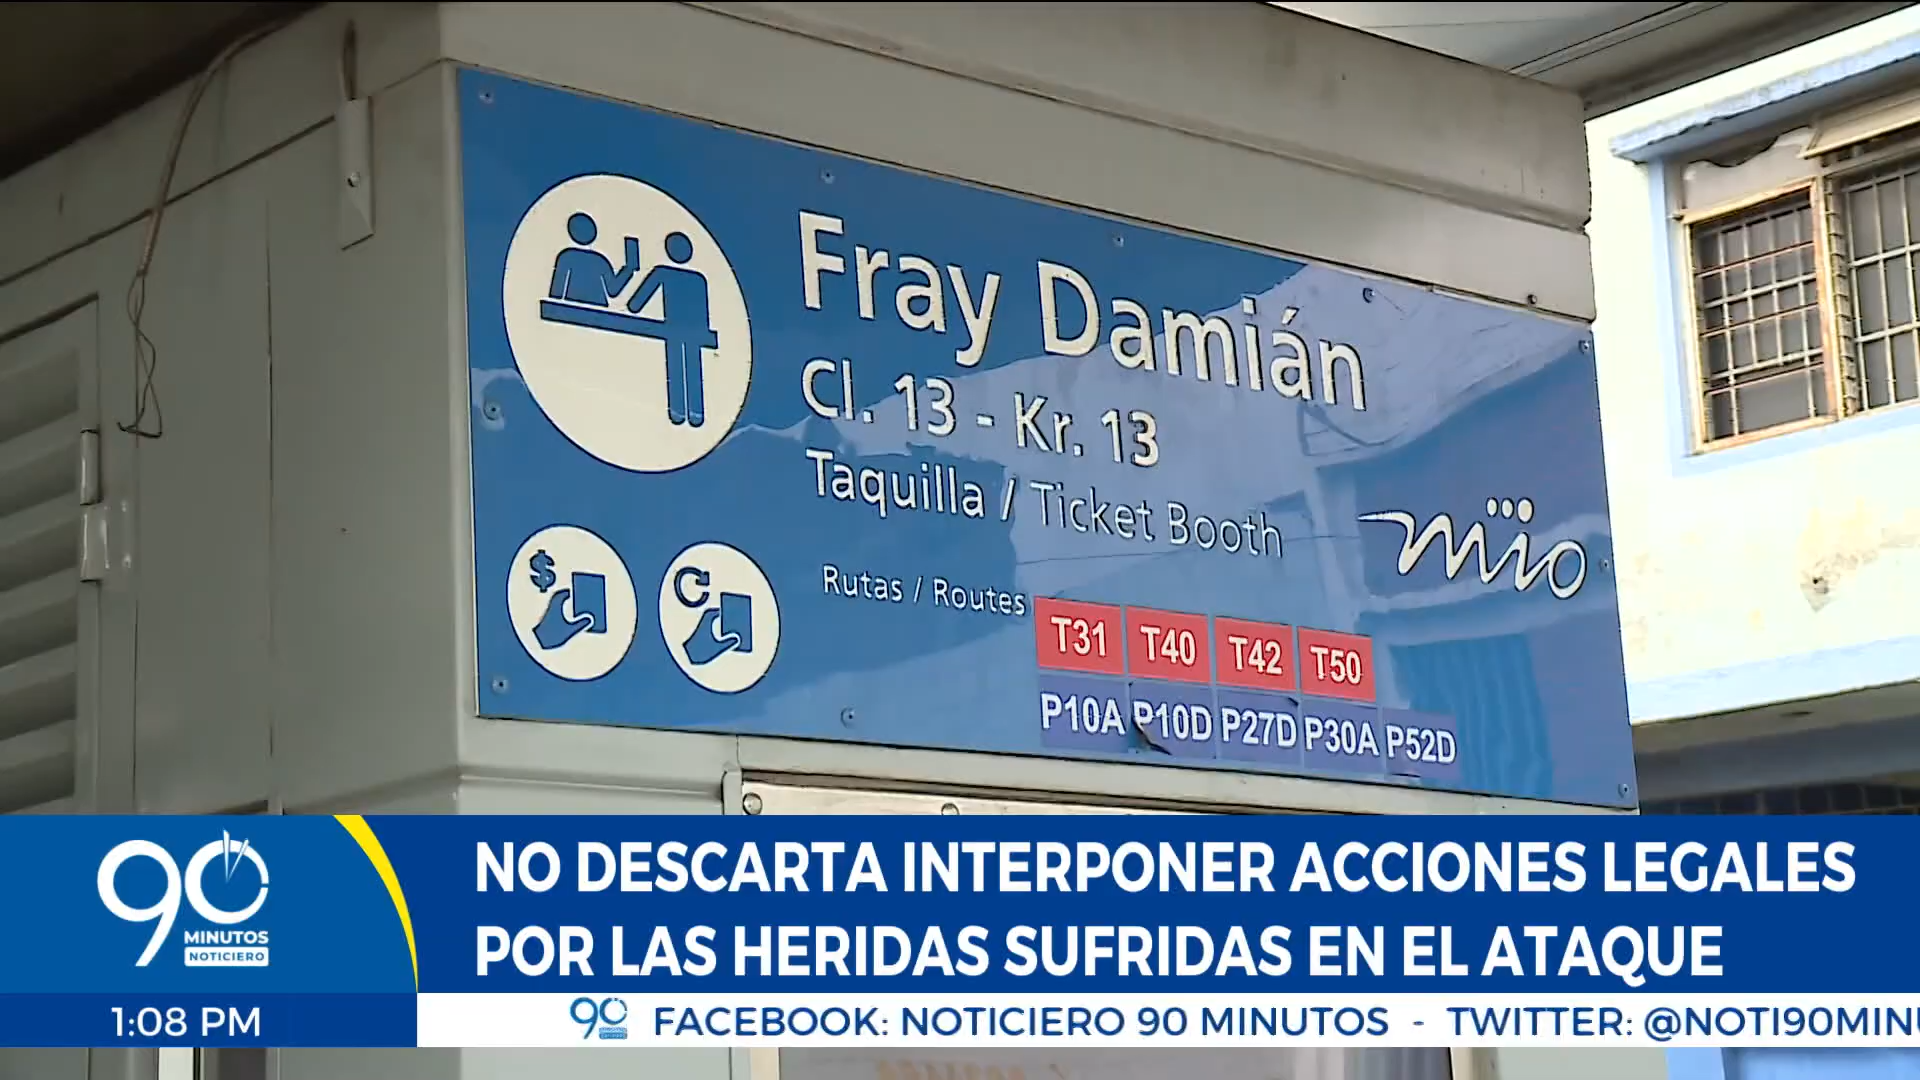 Fray Damián
Cl. 13 - Kr. 13
Taquilla / Ticket Booth
mio
Rutas / Routes
T31 T40 T42 T50
P10A P10D P27D P30A P52D
90
MINUTOS
NOTICIERO
NO DESCARTA INTERPONER ACCIONES LEGALES
POR LAS HERIDAS SUFRIDAS EN EL ATAQUE
1:08 PM
90 FACEBOOK: NOTICIERO 90 MINUTOS - TWITTER: @NOTI90MINU